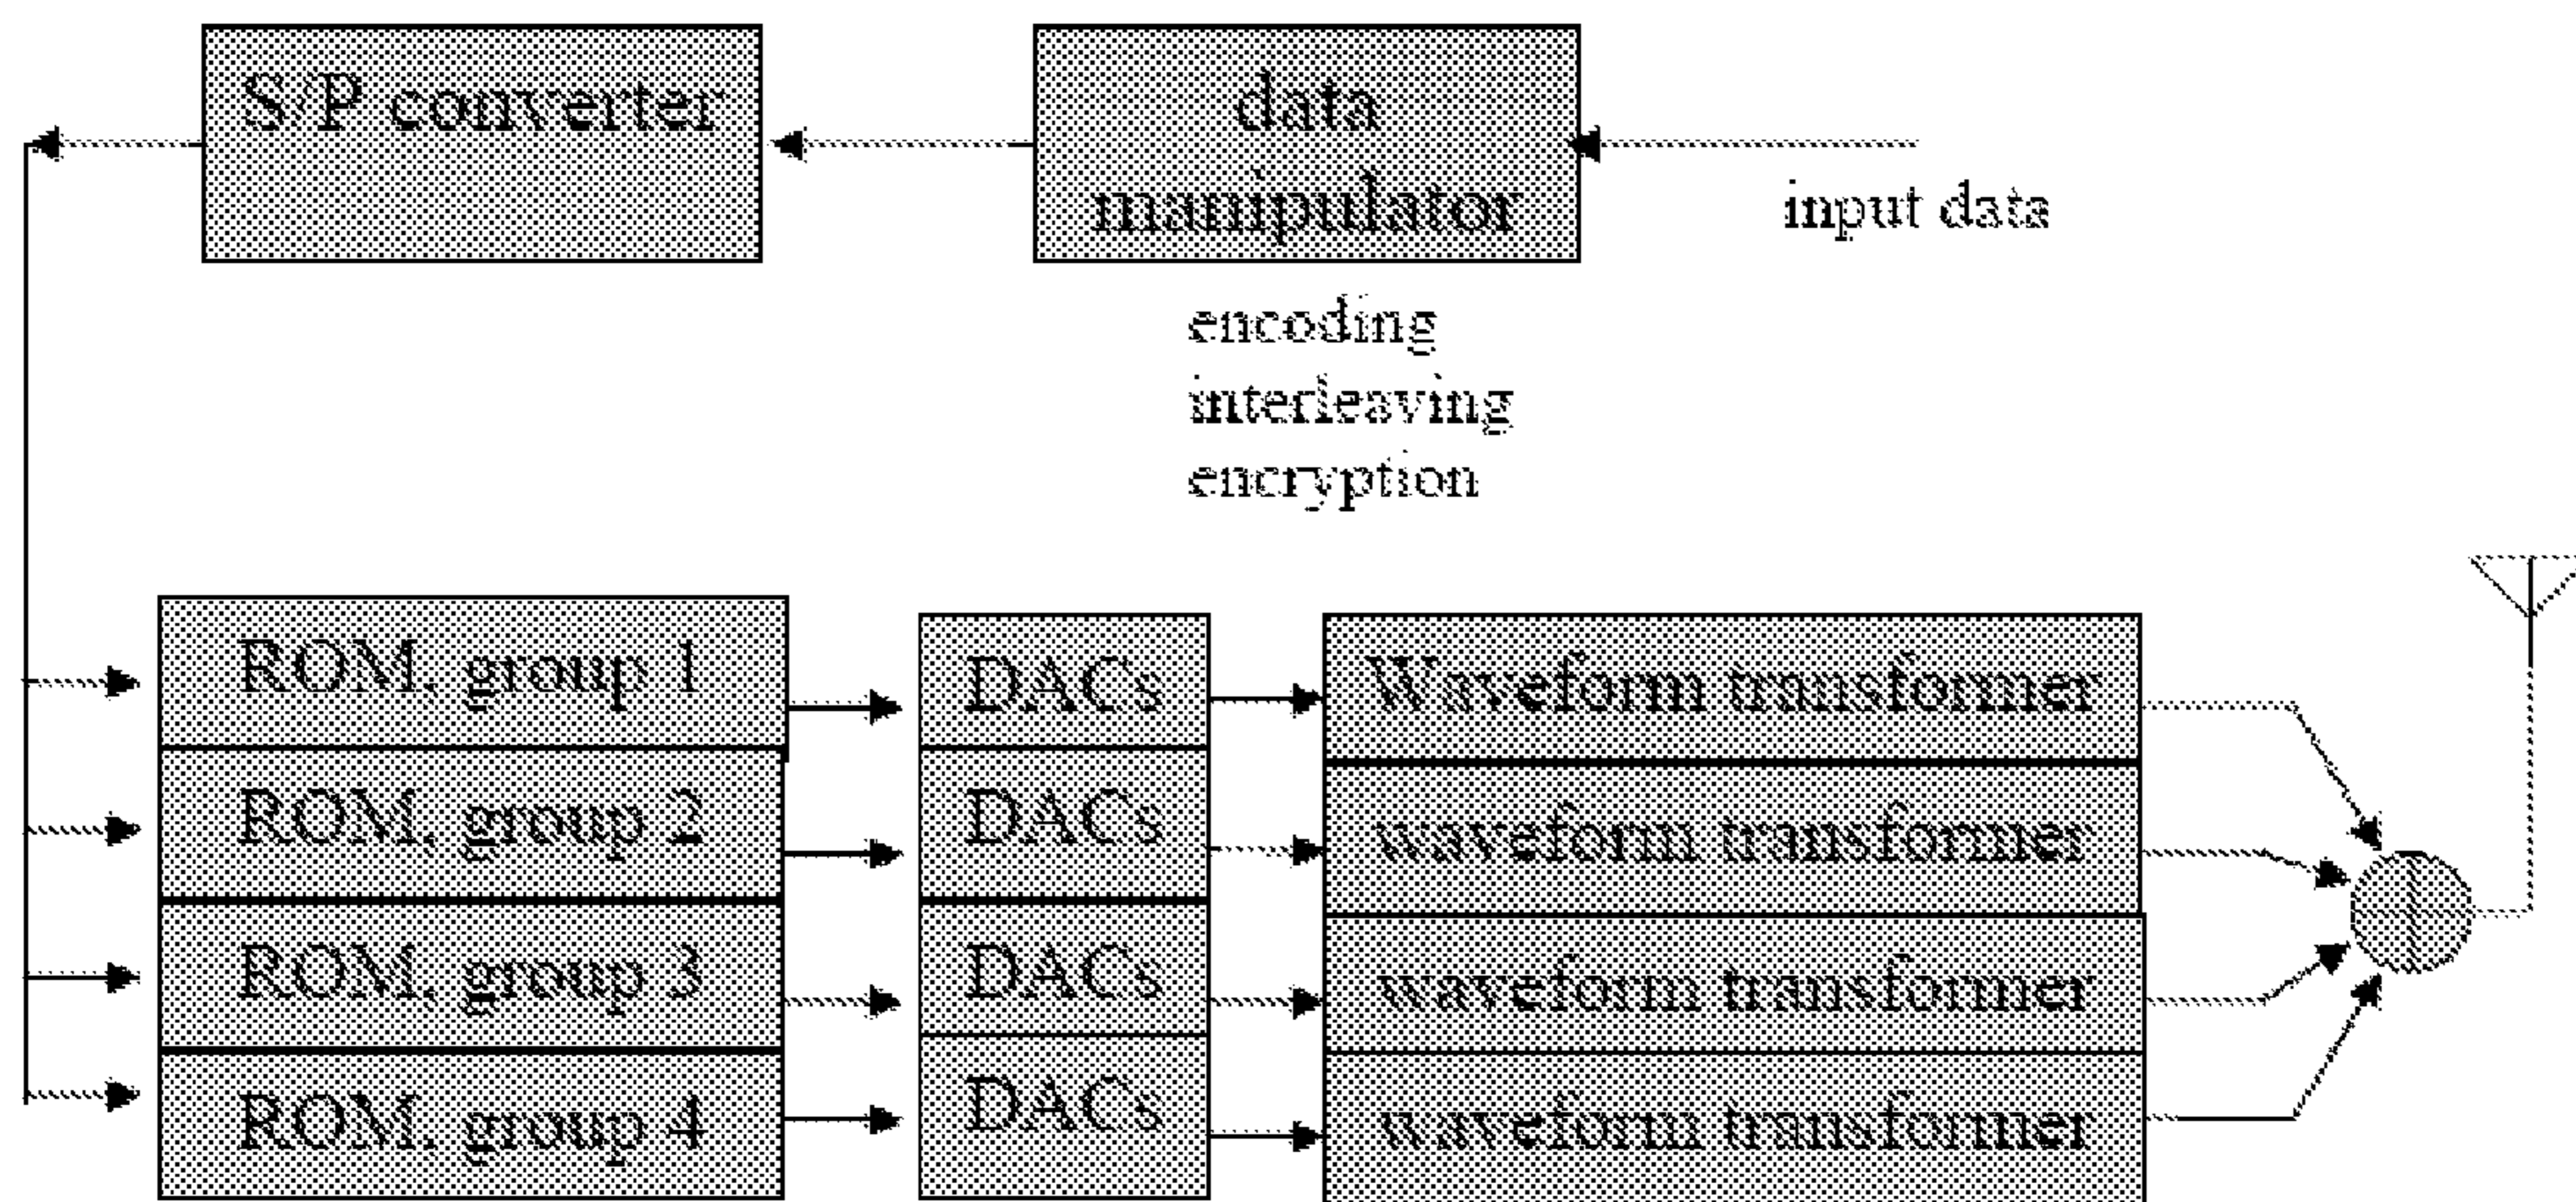 S/P converter
data
manipulator
input data
encoding
interleaving
encryption
ROM, group 1
DACs
Waveform transformer
ROM, group 2
DACs
waveform transformer
ROM, group 3
DACs
waveform transformer
ROM, group 4
DACs
waveform transformer